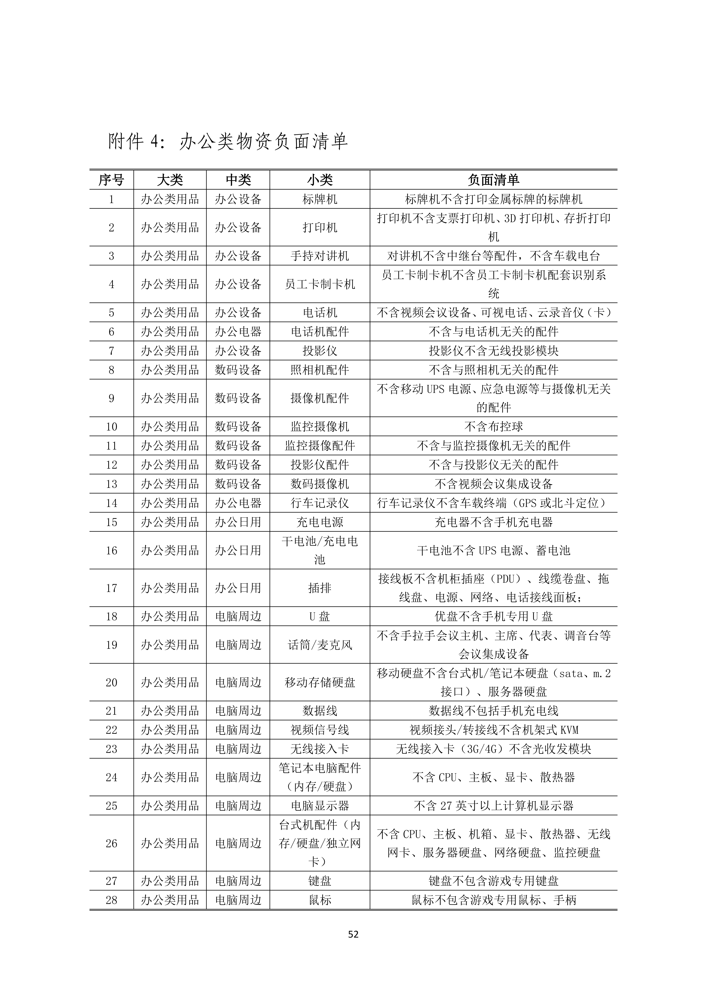 附件 4：办公类物资负面清单
序号 大类 中类 小类 负面清单
1 办公类用品 办公设备 标牌机 标牌机不含打印金属标牌的标牌机
2 办公类用品 办公设备 打印机 打印机不含支票打印机、3D 打印机、存折打印
机
3 办公类用品 办公设备 手持对讲机 对讲机不含中继台等配件，不含车载电台
4 办公类用品 办公设备 员工卡制卡机 员工卡制卡机不含员工卡制卡机配套识别系
统
5 办公类用品 办公设备 电话机 不含视频会议设备、可视电话、云录音仪（卡）
6 办公类用品 办公电器 电话机配件 不含与电话机无关的配件
7 办公类用品 办公设备 投影仪 投影仪不含无线投影模块
8 办公类用品 数码设备 照相机配件 不含与照相机无关的配件
9 办公类用品 数码设备 摄像机配件 不含移动 UPS 电源、应急电源等与摄像机无关
的配件
10 办公类用品 数码设备 监控摄像机 不含布控球
11 办公类用品 数码设备 监控摄像配件 不含与监控摄像机无关的配件
12 办公类用品 数码设备 投影仪配件 不含与投影仪无关的配件
13 办公类用品 数码设备 数码摄像机 不含视频会议集成设备
14 办公类用品 办公电器 行车记录仪 行车记录仪不含车载终端（GPS 或北斗定位）
15 办公类用品 办公日用 充电电源 充电器不含手机充电器
16 办公类用品 办公日用 干电池/充电电
池 干电池不含 UPS 电源、蓄电池
17 办公类用品 办公日用 插排 接线板不含机柜插座（PDU）、线缆卷盘、拖
线盘、电源、网络、电话接线面板；
18 办公类用品 电脑周边 U 盘 优盘不含手机专用 U 盘
19 办公类用品 电脑周边 话筒/麦克风 不含手拉手会议主机、主席、代表、调音台等
会议集成设备
20 办公类用品 电脑周边 移动存储硬盘 移动硬盘不含台式机/笔记本硬盘（sata、m.2
接口）、服务器硬盘
21 办公类用品 电脑周边 数据线 数据线不包括手机充电线
22 办公类用品 电脑周边 视频信号线 视频接头/转接线不含机架式 KVM
23 办公类用品 电脑周边 无线接入卡 无线接入卡（3G/4G）不含光收发模块
24 办公类用品 电脑周边 笔记本电脑配件
（内存/硬盘） 不含 CPU、主板、显卡、散热器
25 办公类用品 电脑周边 电脑显示器 不含 27 英寸以上计算机显示器
26 办公类用品 电脑周边 台式机配件（内
存/硬盘/独立网
卡） 不含 CPU、主板、机箱、显卡、散热器、无线
网卡、服务器硬盘、网络硬盘、监控硬盘
27 办公类用品 电脑周边 键盘 键盘不包含游戏专用键盘
28 办公类用品 电脑周边 鼠标 鼠标不包含游戏专用鼠标、手柄
52